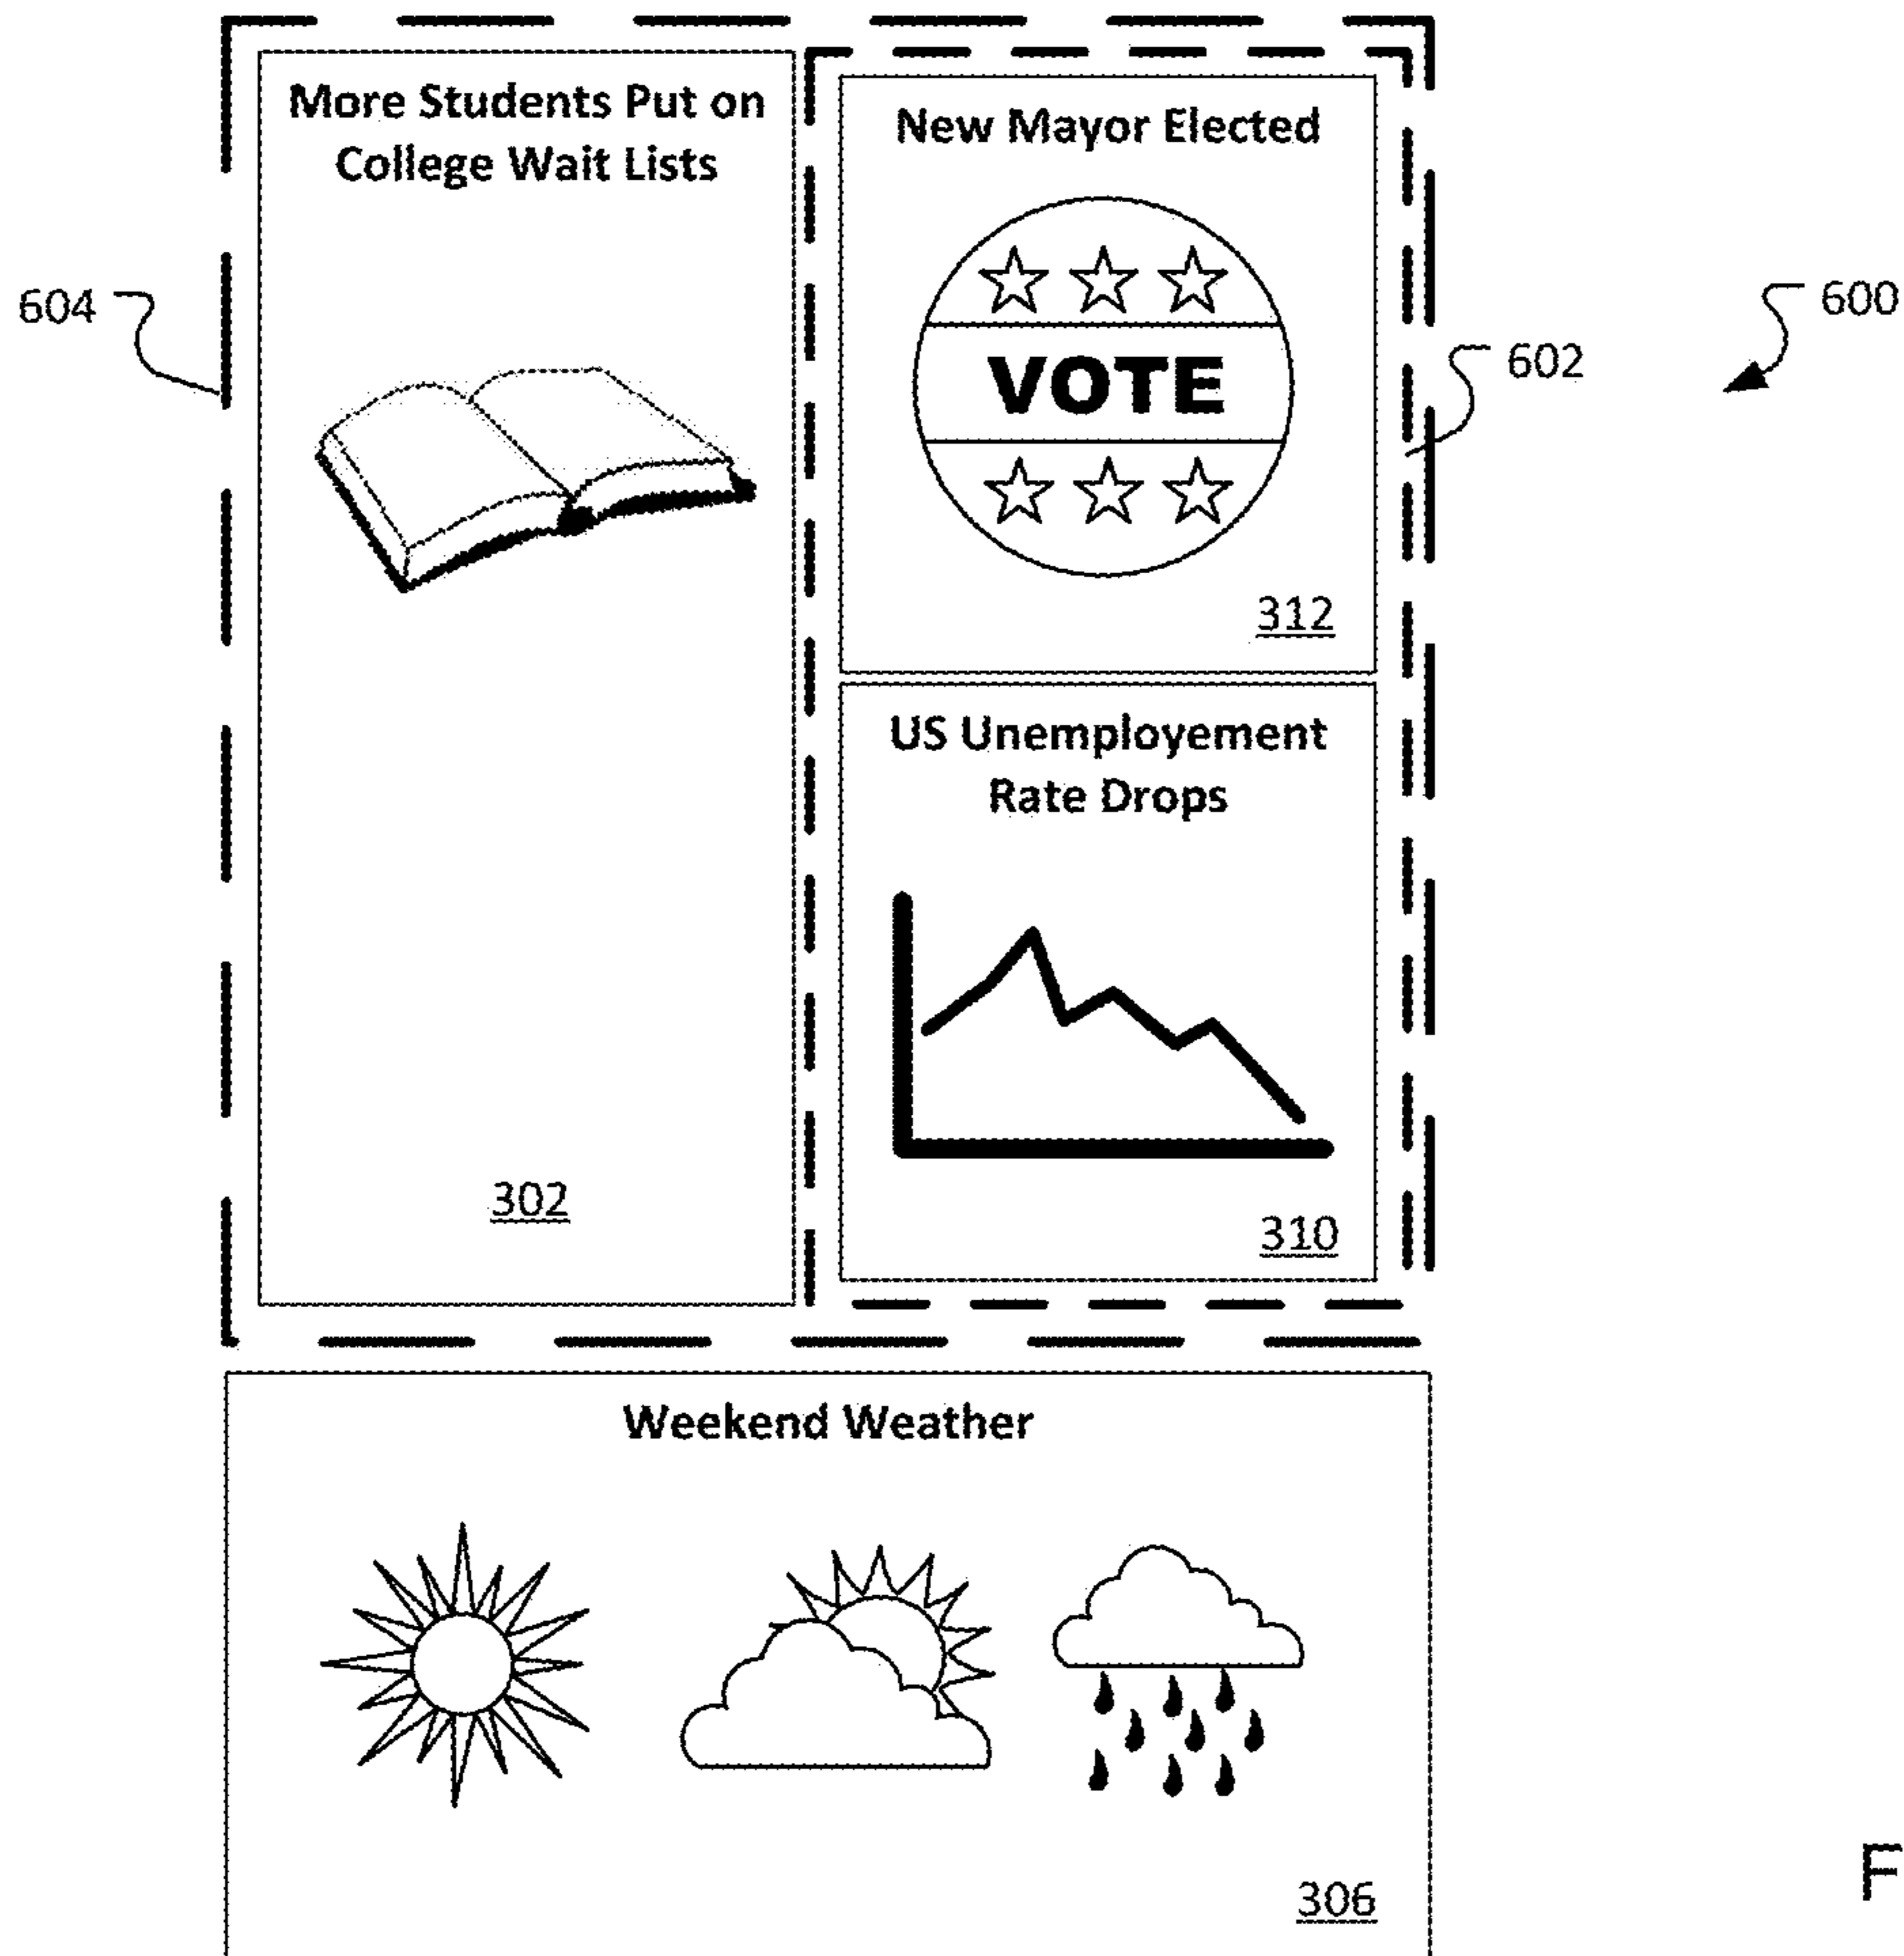 More Students Put on
College Wait Lists
New Mayor Elected
604
600
602
VOTE
312
US Unemployement
Rate Drops
302
310
Weekend Weather
306
F